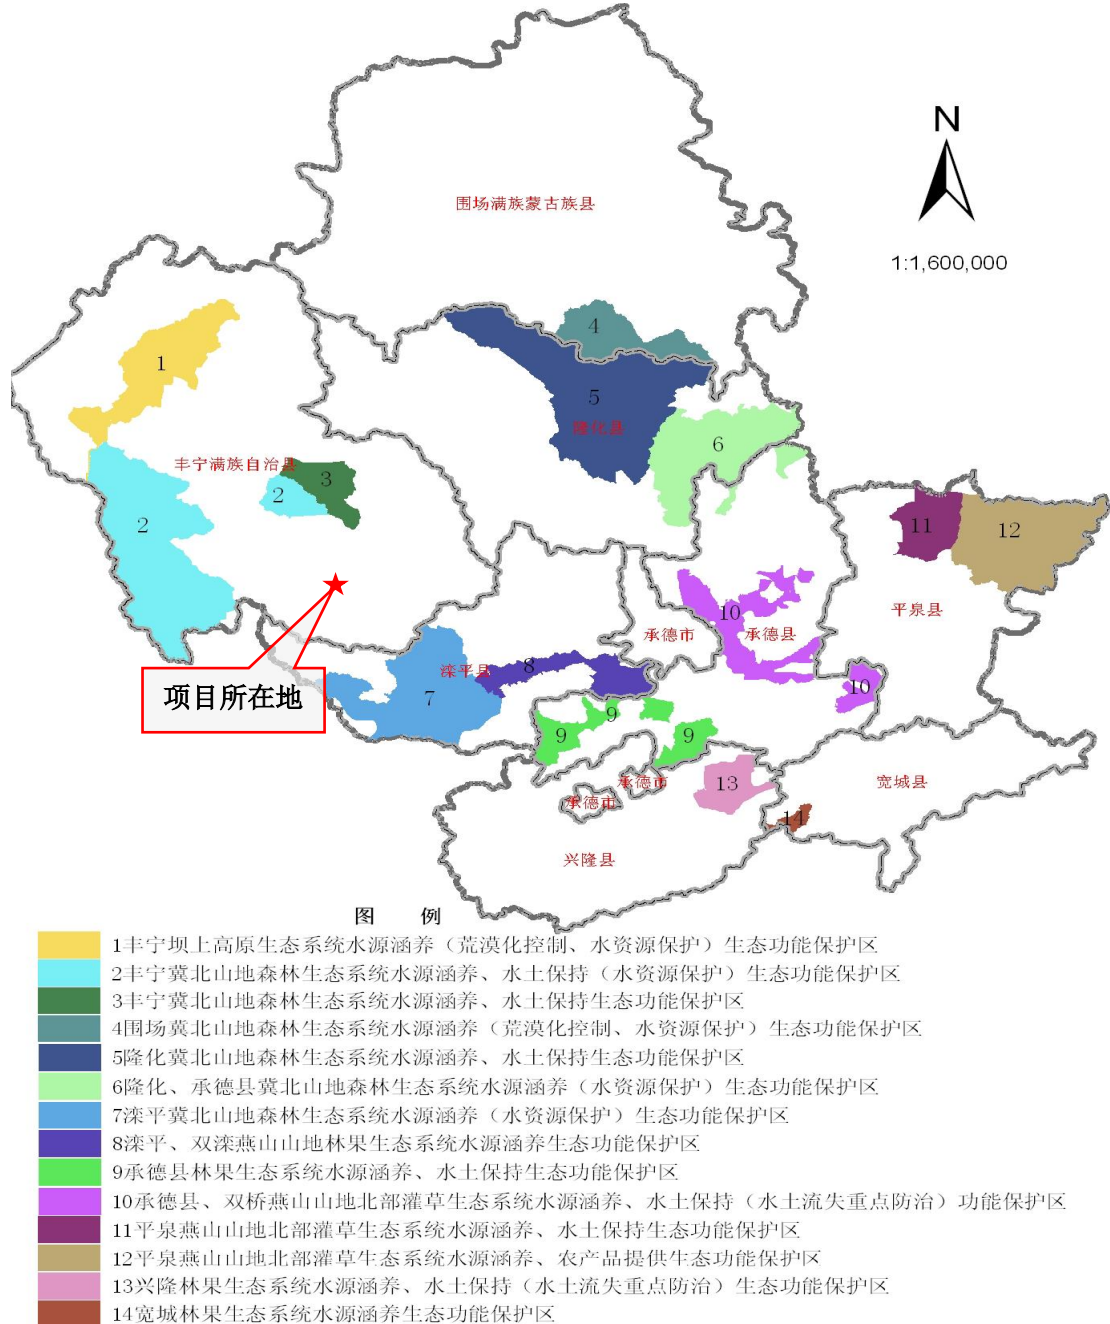 N
围场满族蒙古族县
1:1,600,000
4
1
5
隆化县
6
丰宁满族自治县
3
2
2
11
12
平泉县
10
承德市
承德县
滦平县
8
项目所在地
7
10
9
9
9
承德市
13
宽城县
承德市
14
兴隆县
图 例
1丰宁坝上高原生态系统水源涵养（荒漠化控制、水资源保护）生态功能保护区
2丰宁冀北山地森林生态系统水源涵养、水土保持（水资源保护）生态功能保护区
3丰宁冀北山地森林生态系统水源涵养、水土保持生态功能保护区
4围场冀北山地森林生态系统水源涵养（荒漠化控制、水资源保护）生态功能保护区
5隆化冀北山地森林生态系统水源涵养、水土保持生态功能保护区
6隆化、承德县冀北山地森林生态系统水源涵养（水资源保护）生态功能保护区
7滦平冀北山地森林生态系统水源涵养（水资源保护）生态功能保护区
8滦平、双滦燕山山地林果生态系统水源涵养生态功能保护区
9承德县林果生态系统水源涵养、水土保持生态功能保护区
10承德县、双桥燕山山地北部灌草生态系统水源涵养、水土保持（水土流失重点防治）功能保护区
11平泉燕山山地北部灌草生态系统水源涵养、水土保持生态功能保护区
12平泉燕山山地北部灌草生态系统水源涵养、农产品提供生态功能保护区
13兴隆林果生态系统水源涵养、水土保持（水土流失重点防治）生态功能保护区
14宽城林果生态系统水源涵养生态功能保护区